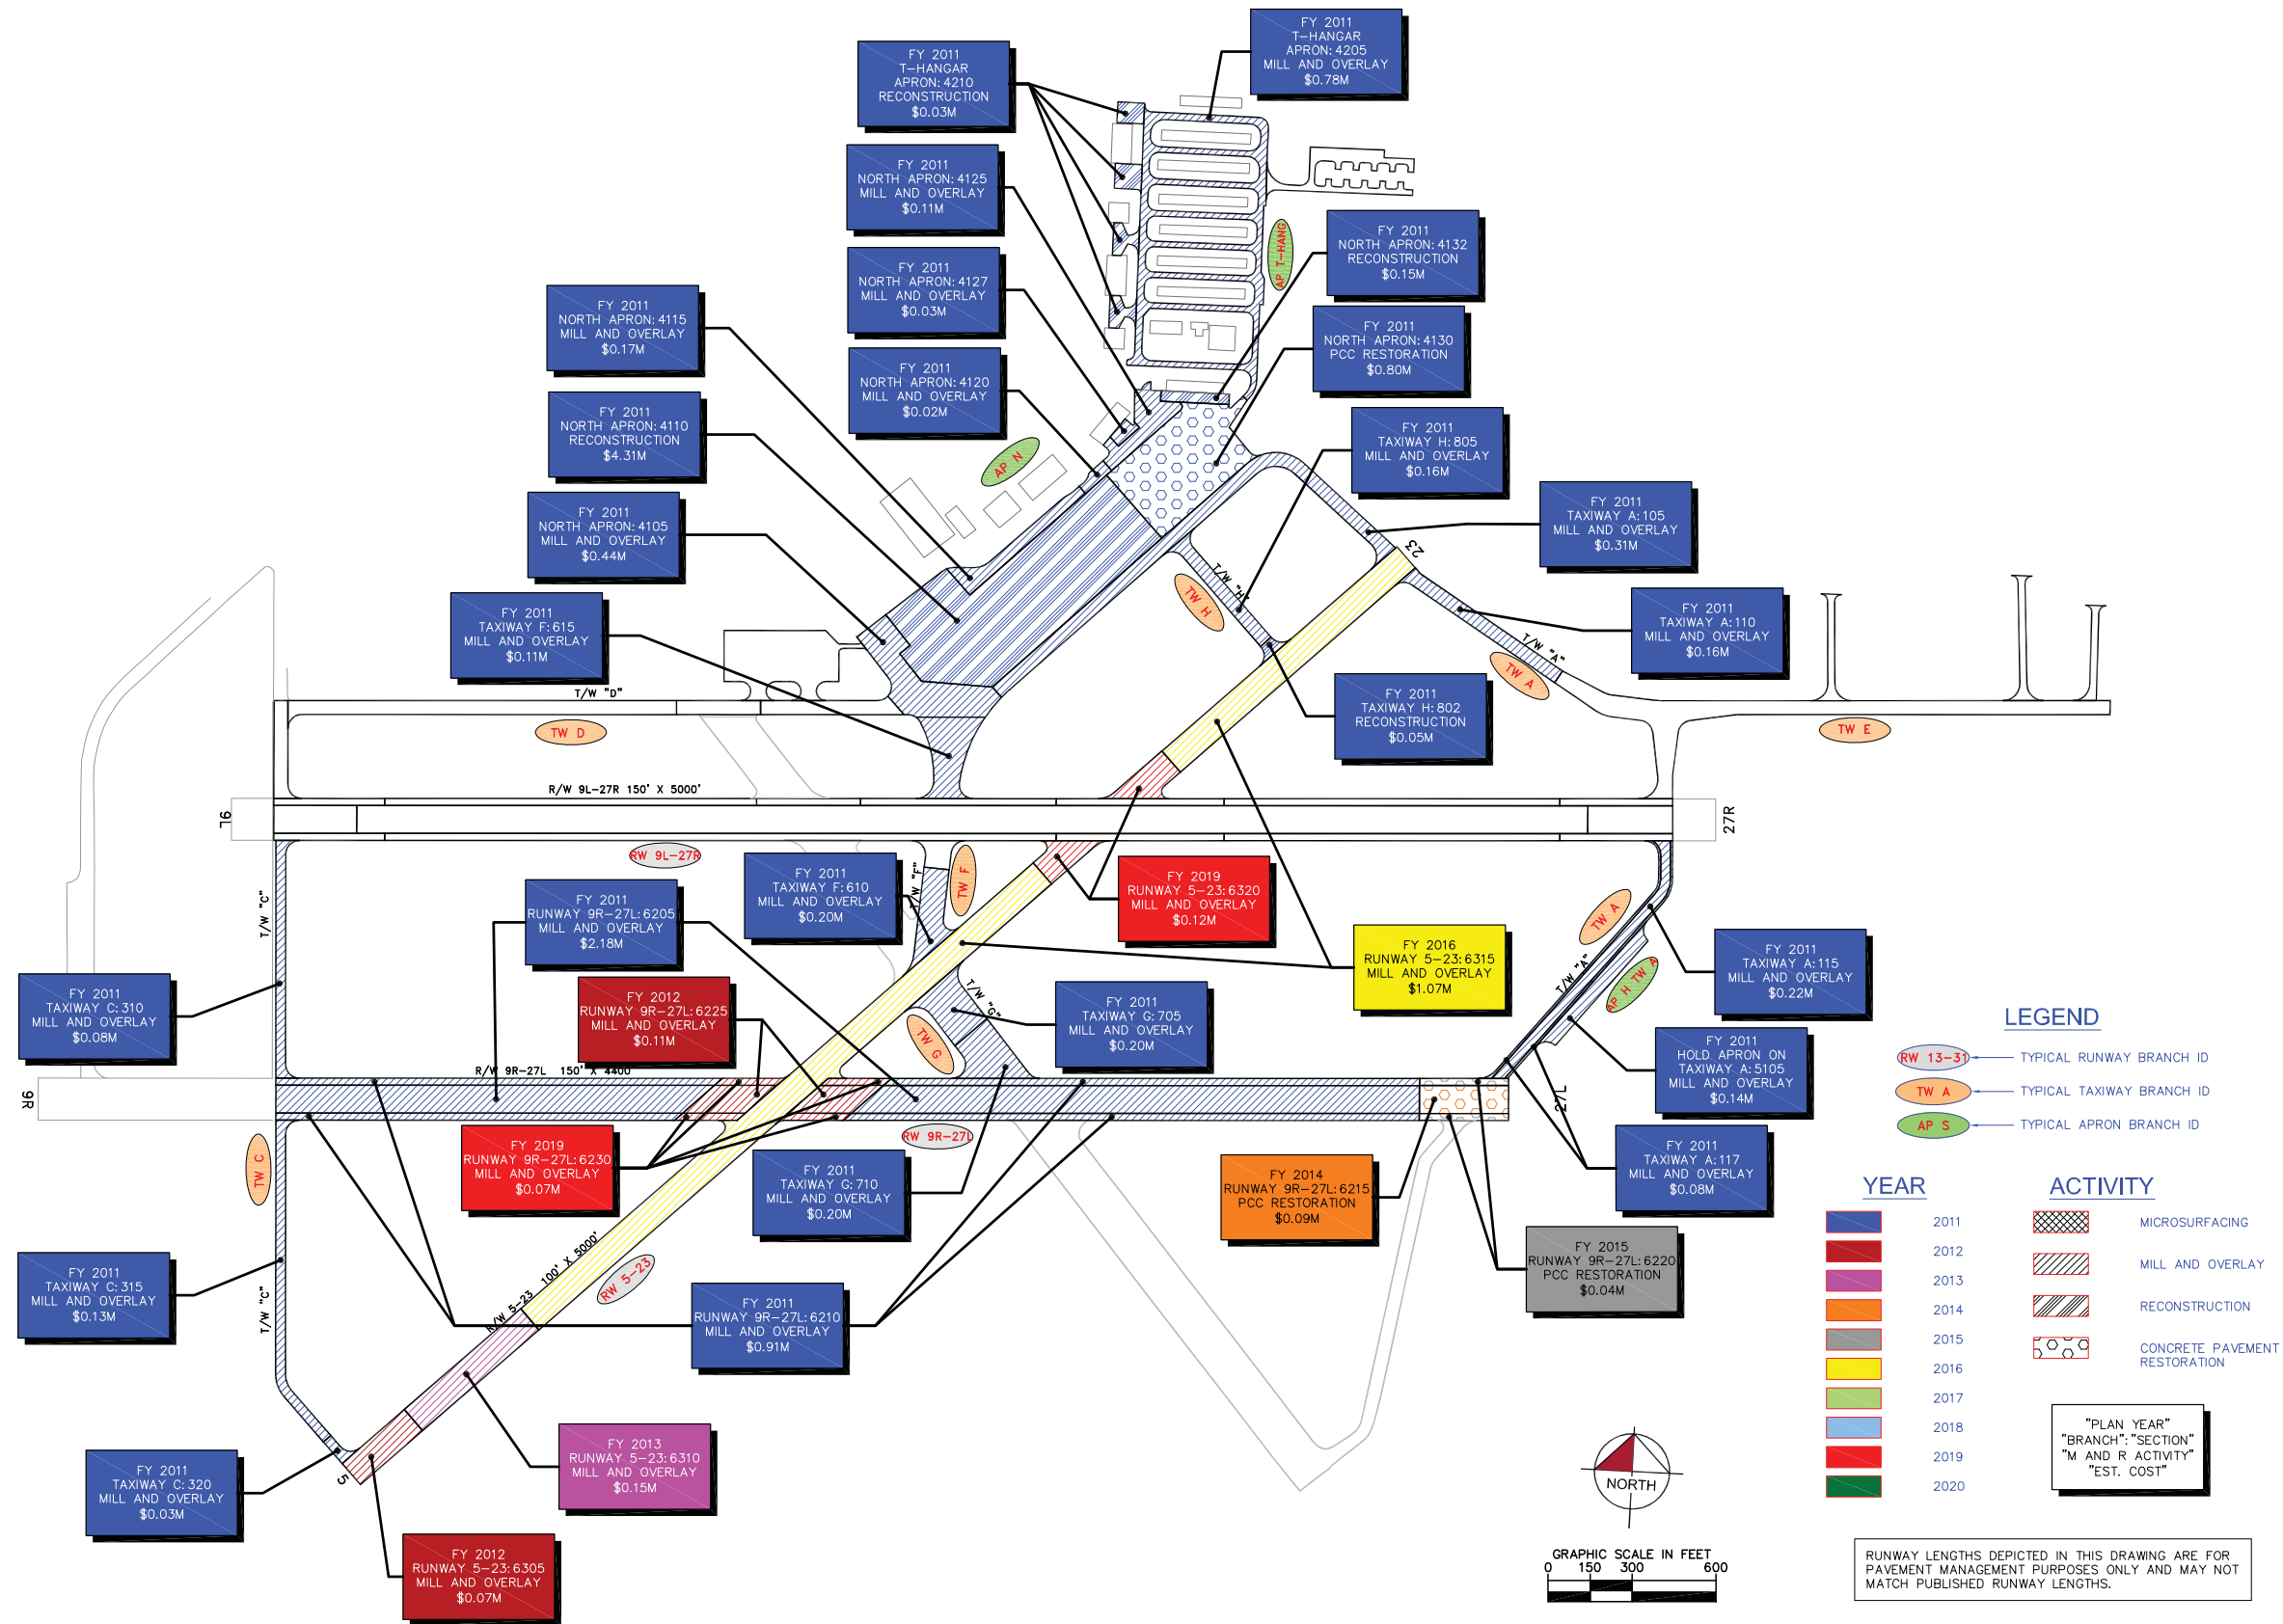 FY 2011
T-HANGAR
APRON: 4205
MILL AND OVERLAY
$0.78M
FY 2011
T-HANGAR
APRON: 4210
RECONSTRUCTION
$0.03M
FY 2011
NORTH APRON: 4125
MILL AND OVERLAY
$0.11M
FY 2011
NORTH APRON: 4132
RECONSTRUCTION
$0.15M
AP T-HANG
FY 2011
NORTH APRON: 4127
MILL AND OVERLAY
$0.03M
FY 2011
NORTH APRON: 4115
MILL AND OVERLAY
$0.17M
FY 2011
NORTH APRON: 4130
PCC RESTORATION
$0.80M
FY 2011
NORTH APRON: 4120
MILL AND OVERLAY
$0.02M
FY 2011
NORTH APRON: 4110
RECONSTRUCTION
$4.31M
AP N
FY 2011
TAXIWAY H: 805
MILL AND OVERLAY
$0.16M
FY 2011
NORTH APRON: 4105
MILL AND OVERLAY
$0.44M
FY 2011
TAXIWAY A: 105
MILL AND OVERLAY
$0.31M
23
T/W "H"
TW H
FY 2011
TAXIWAY F: 615
MILL AND OVERLAY
$0.11M
FY 2011
TAXIWAY A: 110
MILL AND OVERLAY
$0.16M
T/W "A"
TW A
T/W "D"
TW D
FY 2011
TAXIWAY H: 802
RECONSTRUCTION
$0.05M
TW E
R/W 9L-27R 150' X 5000'
9L
27R
RW 9L-27R
FY 2011
TAXIWAY F: 610
MILL AND OVERLAY
$0.20M
T/W "F"
TW F
FY 2019
RUNWAY 5-23: 6320
MILL AND OVERLAY
$0.12M
T/W "C"
FY 2011
RUNWAY 9R-27L: 6205
MILL AND OVERLAY
$2.18M
TW A
FY 2016
RUNWAY 5-23: 6315
MILL AND OVERLAY
$1.07M
FY 2011
TAXIWAY A: 115
MILL AND OVERLAY
$0.22M
T/W "A"
AP H TW A
FY 2011
TAXIWAY C: 310
MILL AND OVERLAY
$0.08M
FY 2012
RUNWAY 9R-27L: 6225
MILL AND OVERLAY
$0.11M
T/W "G"
TW G
FY 2011
TAXIWAY G: 705
MILL AND OVERLAY
$0.20M
FY 2011
HOLD APRON ON
TAXIWAY A: 5105
MILL AND OVERLAY
$0.14M
R/W 9R-27L 150' X 4400'
9R
27L
LEGEND
RW 13-31
TYPICAL RUNWAY BRANCH ID
TW A
TYPICAL TAXIWAY BRANCH ID
AP S
TYPICAL APRON BRANCH ID
TW C
FY 2019
RUNWAY 9R-27L: 6230
MILL AND OVERLAY
$0.07M
RW 9R-27L
FY 2011
TAXIWAY G: 710
MILL AND OVERLAY
$0.20M
FY 2014
RUNWAY 9R-27L: 6215
PCC RESTORATION
$0.09M
FY 2011
TAXIWAY A: 117
MILL AND OVERLAY
$0.08M
FY 2015
RUNWAY 9R-27L: 6220
PCC RESTORATION
$0.04M
FY 2011
TAXIWAY C: 315
MILL AND OVERLAY
$0.13M
T/W "C"
R/W 5-23 100' X 5000'
RW 5-23
FY 2011
RUNWAY 9R-27L: 6210
MILL AND OVERLAY
$0.91M
FY 2013
RUNWAY 5-23: 6310
MILL AND OVERLAY
$0.15M
5
FY 2011
TAXIWAY C: 320
MILL AND OVERLAY
$0.03M
FY 2012
RUNWAY 5-23: 6305
MILL AND OVERLAY
$0.07M
YEAR
2011
2012
2013
2014
2015
2016
2017
2018
2019
2020
ACTIVITY
MICROSURFACING
MILL AND OVERLAY
RECONSTRUCTION
CONCRETE PAVEMENT
RESTORATION
"PLAN YEAR"
"BRANCH": "SECTION"
"M AND R ACTIVITY"
"EST. COST"
NORTH
GRAPHIC SCALE IN FEET
0 150 300 600
RUNWAY LENGTHS DEPICTED IN THIS DRAWING ARE FOR
PAVEMENT MANAGEMENT PURPOSES ONLY AND MAY NOT
MATCH PUBLISHED RUNWAY LENGTHS.